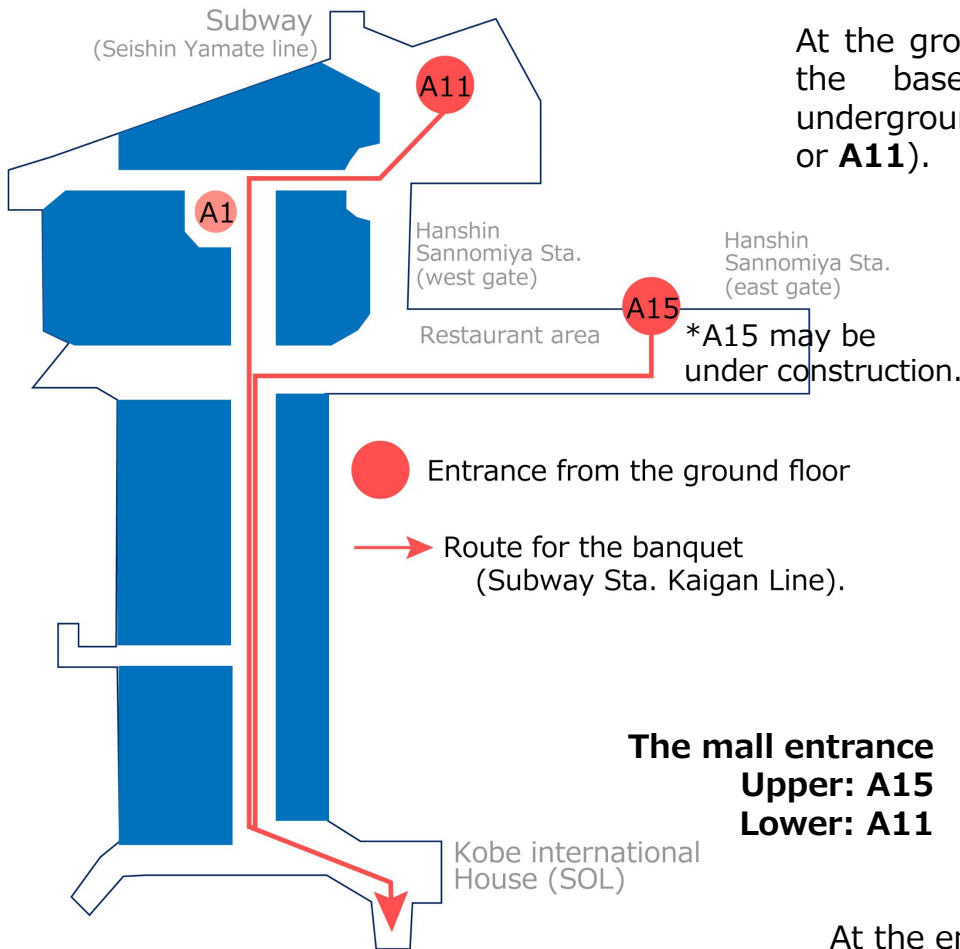 Subway
(Seishin Yamate line)
At the gro
the base
undergroun
or A11).
A11
A1
Hanshin
Sannomiya Sta.
(west gate)
Hanshin
Sannomiya Sta.
(east gate)
A15
Restaurant area
*A15 may be
under construction.
Entrance from the ground floor
Route for the banquet
(Subway Sta. Kaigan Line).
The mall entrance
Upper: A15
Lower: A11
Kobe international
House (SOL)
At the en